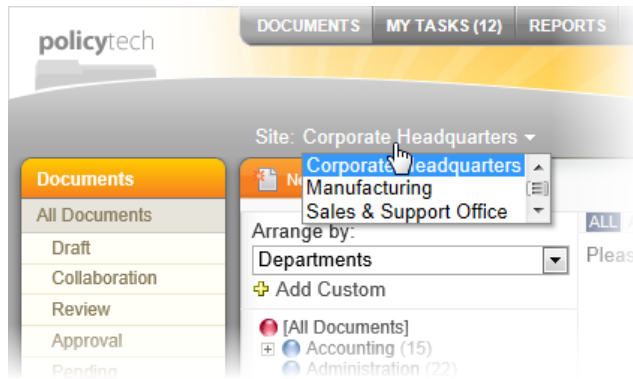 policytech
DOCUMENTS MY TASKS (12) REPORTS
Site: Corporate Headquarters
Corporate Headquarters
Manufacturing
Sales & Support Office
Documents
All Documents
Draft
Collaboration
Review
Approval
Pending
Arrange by:
Departments
Add Custom
[All Documents]
Accounting (15)
Administration (22)
ALL